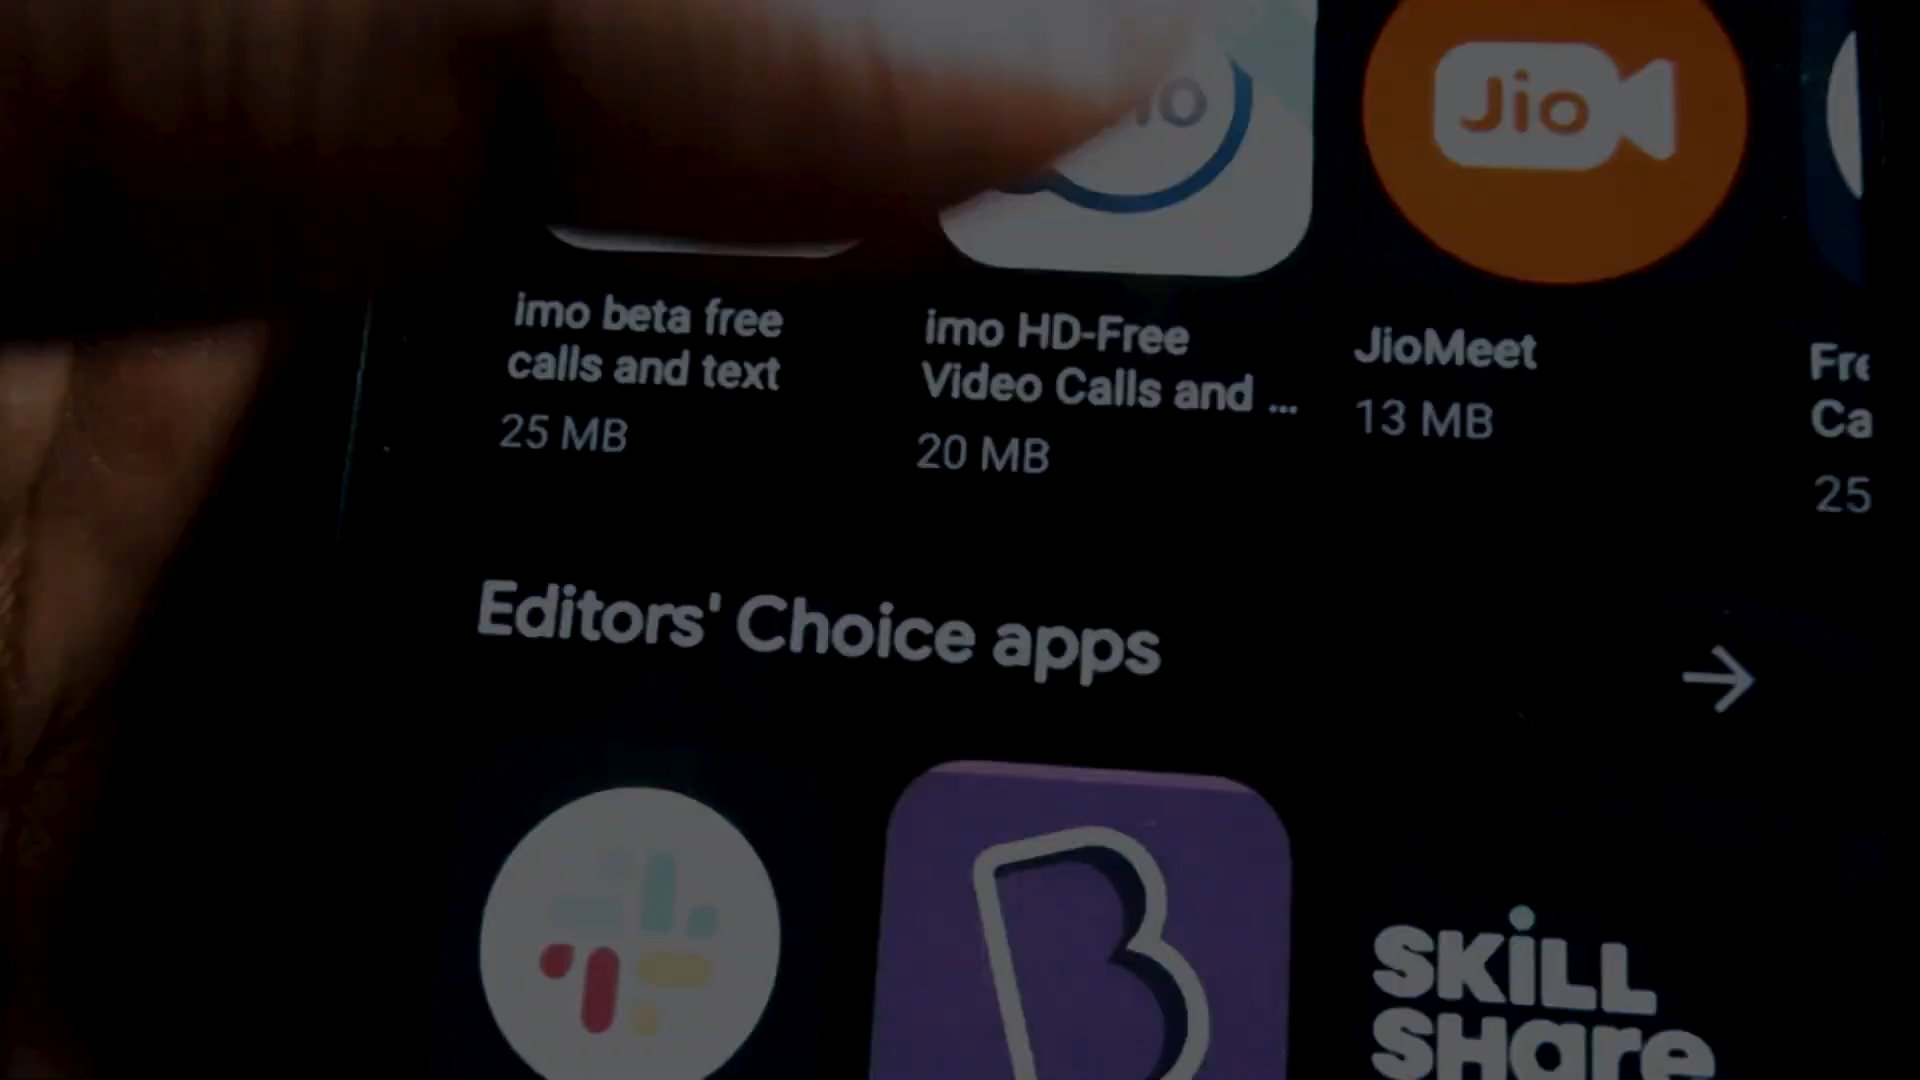 Jio
imo beta free
calls and text
25 MB
imo HD-Free
Video Calls and ...
20 MB
JioMeet
13 MB
Editors' Choice apps
B
SKiLL
SHare